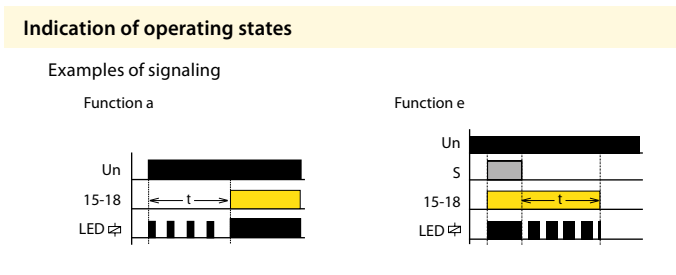 Indication of operating states
Examples of signaling
Function a
Un
15-18
t
LED
Function e
Un
S
15-18
t
LED